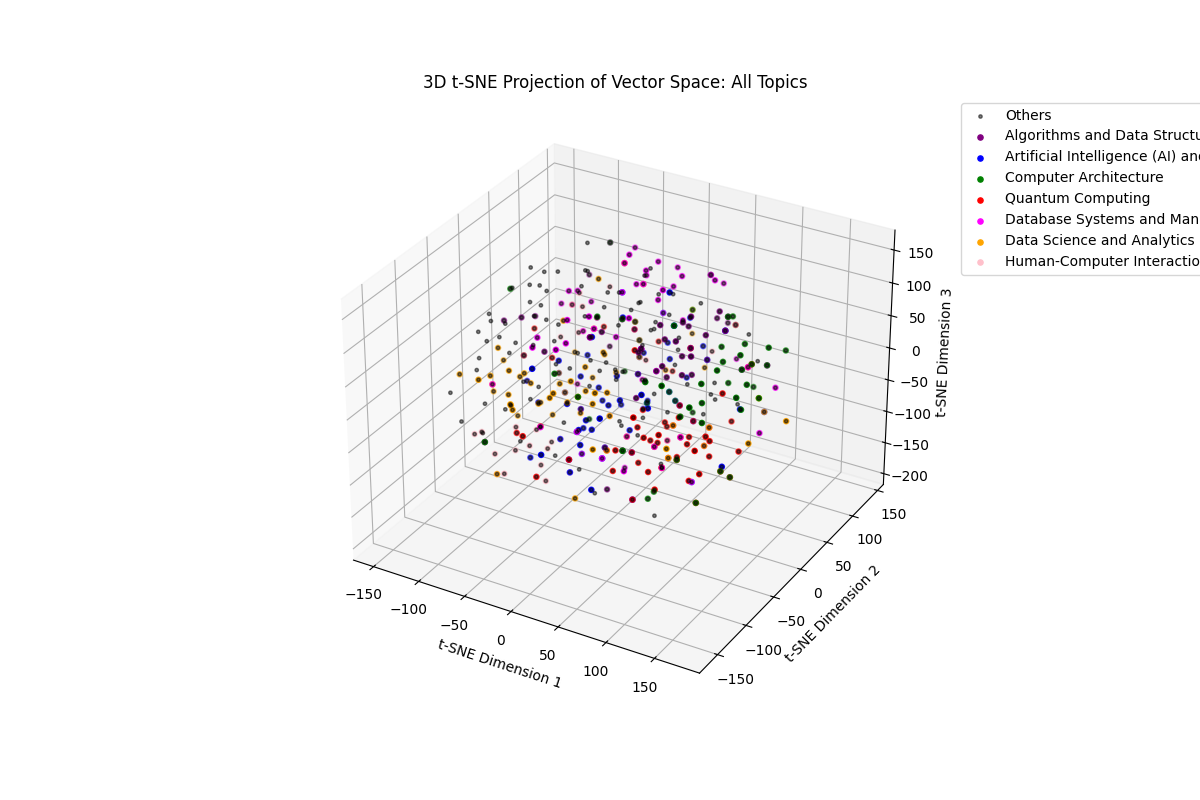 3D t-SNE Projection of Vector Space: All Topics
Others
Algorithms and Data Structu
Artificial Intelligence (AI) an
Computer Architecture
Quantum Computing
Database Systems and Man
Data Science and Analytics
Human-Computer Interactio
150
100
50
0
−50
−100
−150
−200
t-SNE Dimension 3
150
100
50
0
−50
−100
−150
t-SNE Dimension 2
−150
−100
−50
0
50
100
150
t-SNE Dimension 1